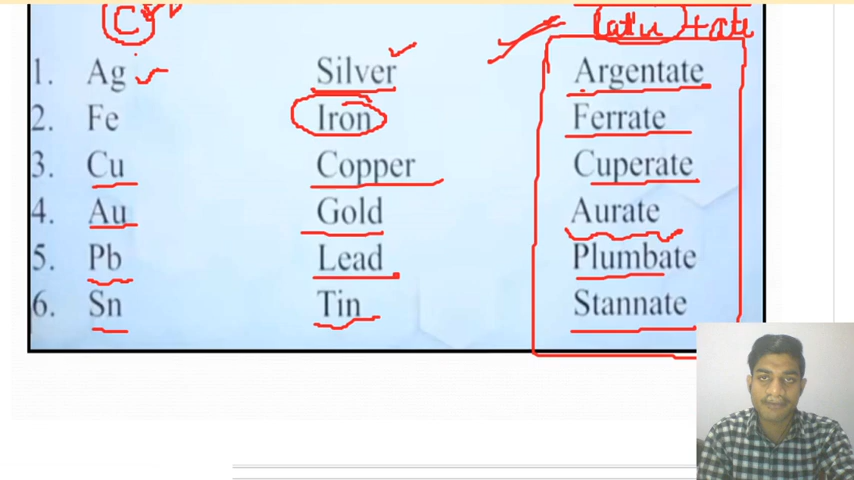 C
Latin + ate
1. Ag Silver Argentate
2. Fe Iron Ferrate
3. Cu Copper Cuperate
4. Au Gold Aurate
5. Pb Lead Plumbate
6. Sn Tin Stannate